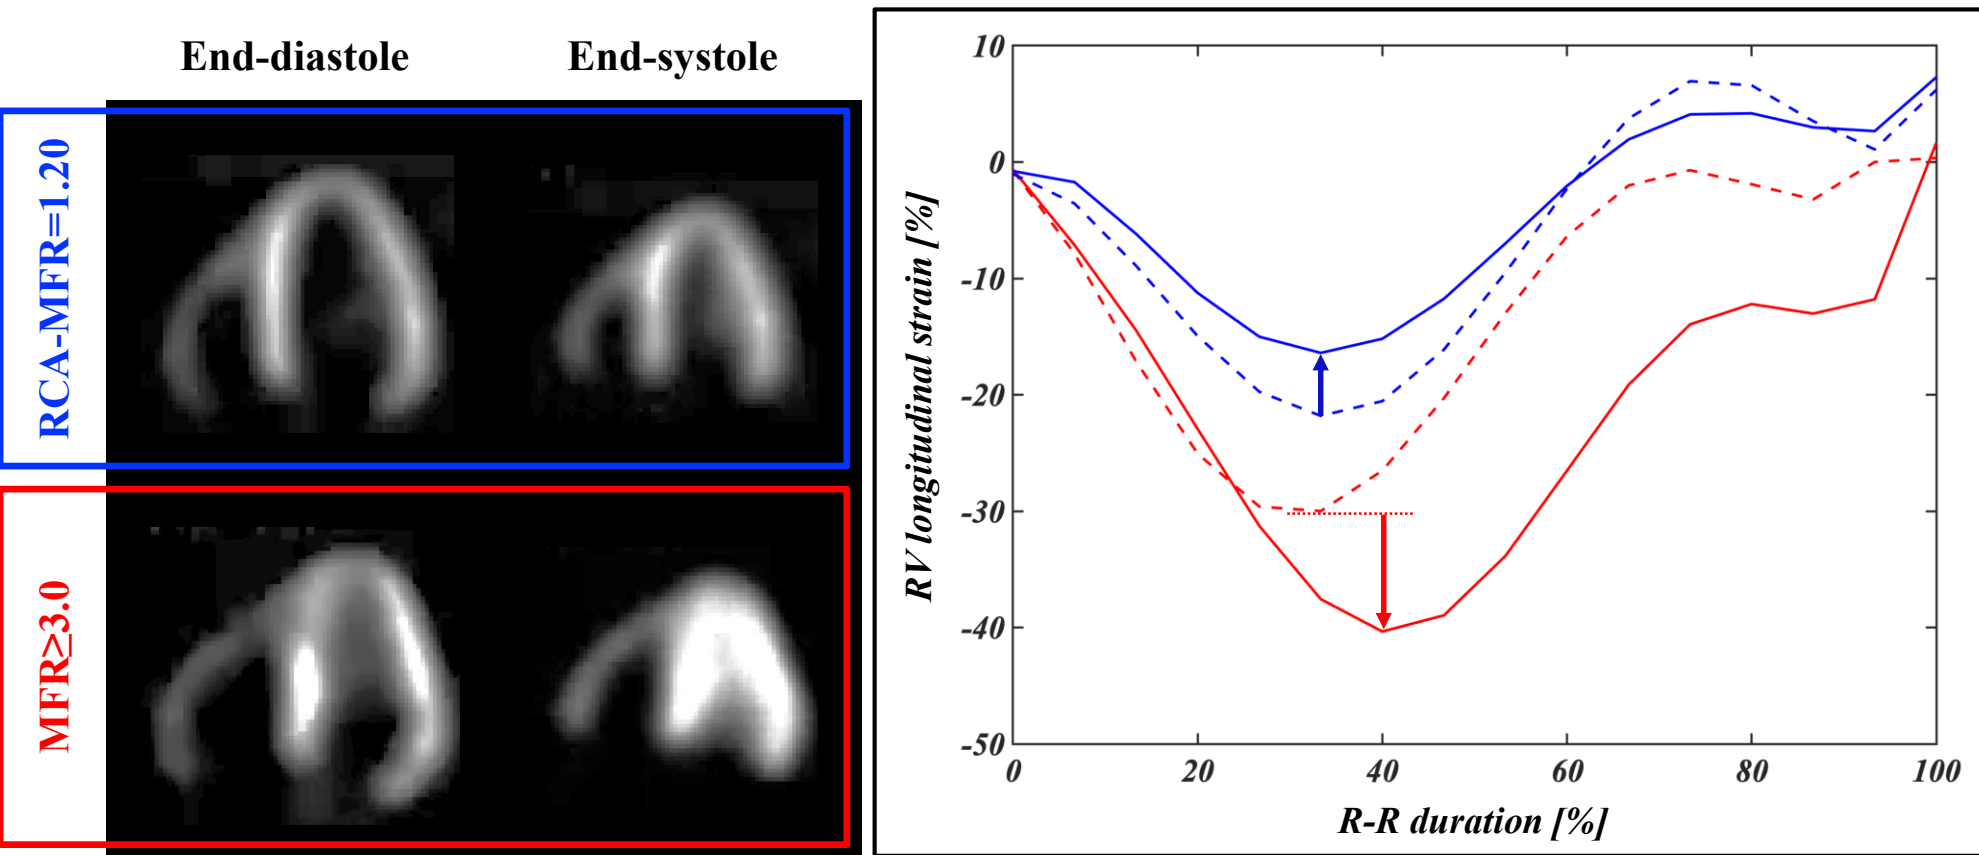 End-diastole
End-systole
RCA-MFR=1.20
MFR≥3.0
RV longitudinal strain [%]
10
0
-10
-20
-30
-40
-50
0
20
40
60
80
100
R-R duration [%]